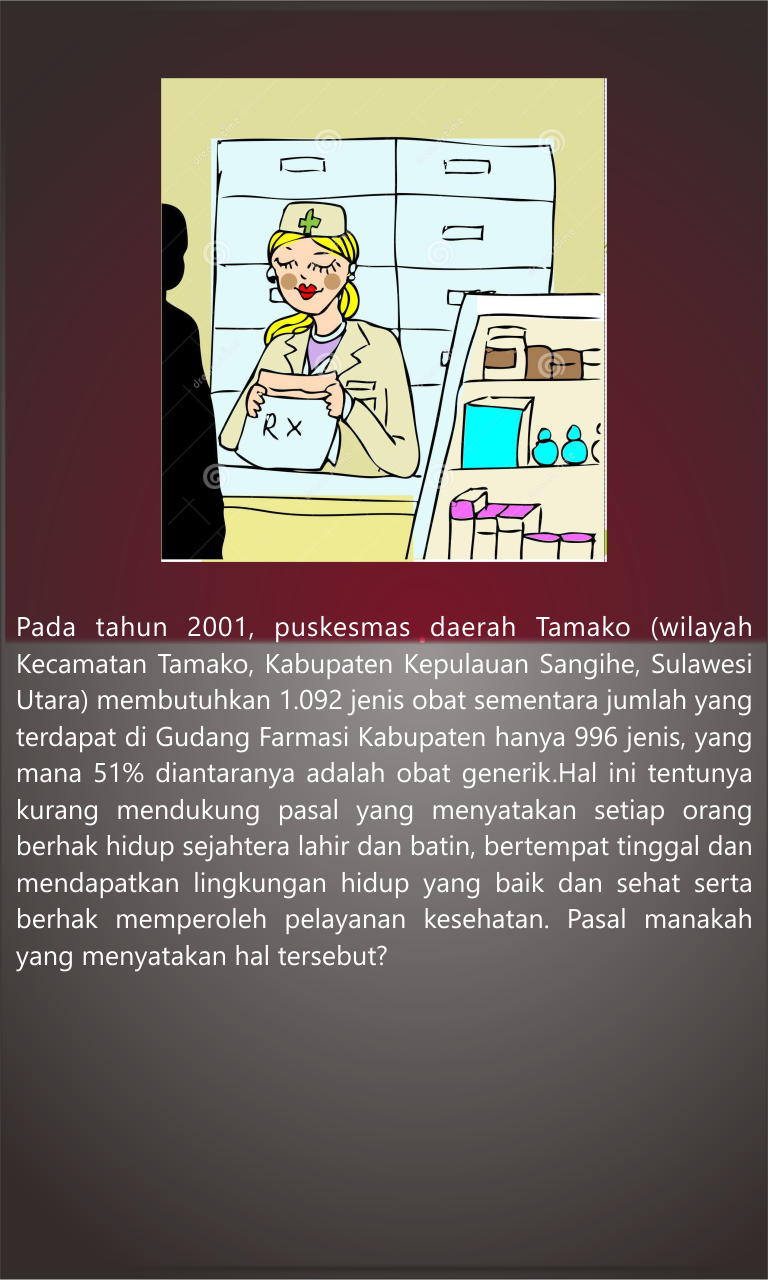 RX
Pada tahun 2001, puskesmas daerah Tamako (wilayah
Kecamatan Tamako, Kabupaten Kepulauan Sangihe, Sulawesi
Utara) membutuhkan 1.092 jenis obat sementara jumlah yang
terdapat di Gudang Farmasi Kabupaten hanya 996 jenis, yang
mana 51% diantaranya adalah obat generik.Hal ini tentunya
kurang mendukung pasal yang menyatakan setiap orang
berhak hidup sejahtera lahir dan batin, bertempat tinggal dan
mendapatkan lingkungan hidup yang baik dan sehat serta
berhak memperoleh pelayanan kesehatan. Pasal manakah
yang menyatakan hal tersebut?